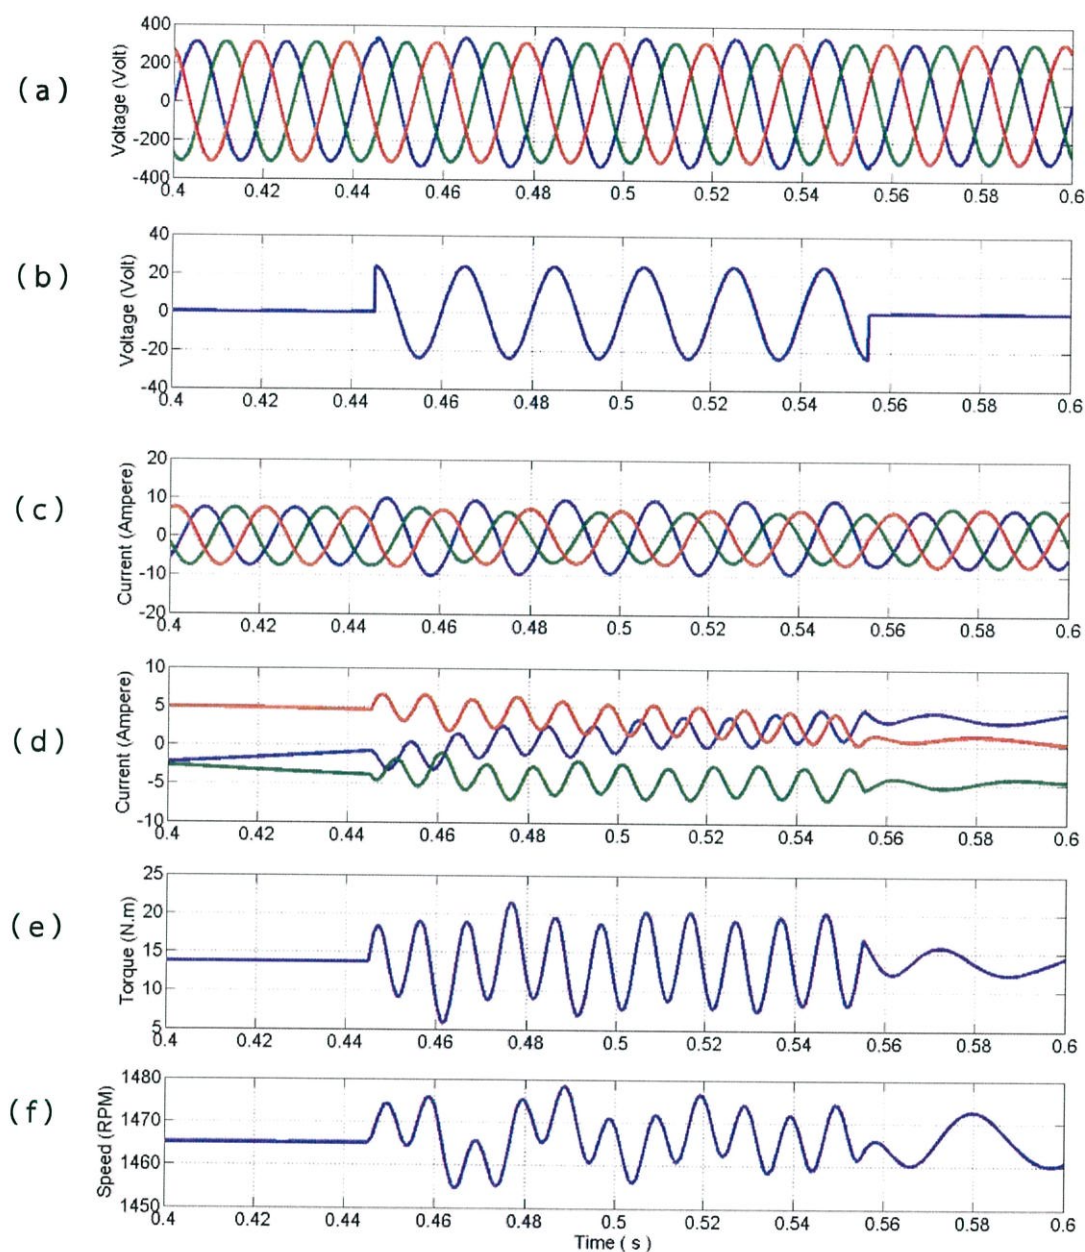 (a)
Voltage (Volt)
400
200
0
-200
-400
0.4 0.42 0.44 0.46 0.48 0.5 0.52 0.54 0.56 0.58 0.6
(b)
Voltage (Volt)
40
20
0
-20
-40
0.4 0.42 0.44 0.46 0.48 0.5 0.52 0.54 0.56 0.58 0.6
(c)
Current (Ampere)
20
10
0
-10
-20
0.4 0.42 0.44 0.46 0.48 0.5 0.52 0.54 0.56 0.58 0.6
(d)
Current (Ampere)
10
5
0
-5
-10
0.4 0.42 0.44 0.46 0.48 0.5 0.52 0.54 0.56 0.58 0.6
(e)
Torque (N.m)
25
20
15
10
5
0.4 0.42 0.44 0.46 0.48 0.5 0.52 0.54 0.56 0.58 0.6
(f)
Speed (RPM)
1480
1470
1460
1450
0.4 0.42 0.44 0.46 0.48 0.5 0.52 0.54 0.56 0.58 0.6
Time ( s )